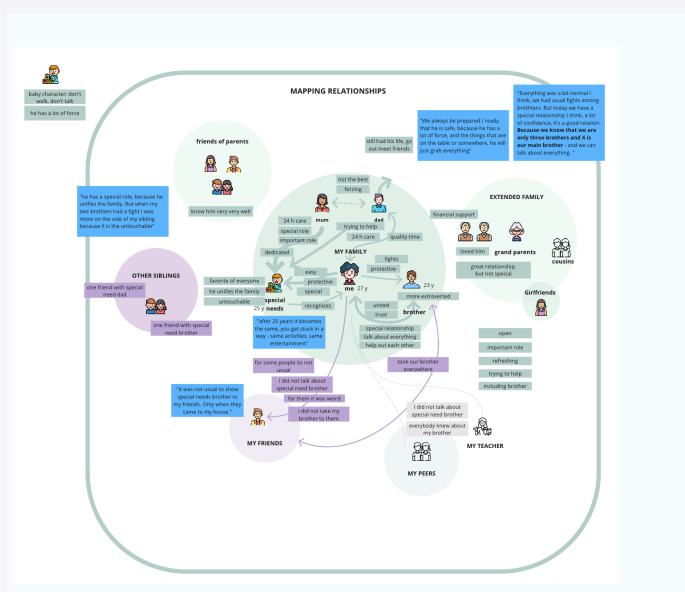 MAPPING RELATIONSHIPS
baby character: don't
walk, don't talk
he has a lot of force
"We always be prepared / ready
that he is safe, because he has a
lot of force, and the things that are
on the table or somewhere, he will
just grab everything"
"Everything was a bit normal I
think, we had usual fights among
brothters. But today we have a
special relationship I think, a lot
of confidence, it's a good relation.
Because we know that we are
only three brothers and X is
our main brother - and we can
talk about everything. "
friends of parents
know him very very well
still had his life, go
out meet friends
not the best
forcing
mum
dad
24 h care
special role
important role
dedicated
trying to help
24 h care
quality time
MY FAMILY
fights
protective
easy
protective
special
recognizes
me
27 y
23 y
more extroverted
brother
united
trust
special relationship
talk about everything
help out each other
favorite of everyone
he unifies the family
untouchable
special
needs
25 y
"he has a special role, because he
unifies the family. But when my
two brothers had a fight I was
more on the side of my sibling
because X is the untouchable"
OTHER SIBLINGS
one friend with special
need dad
one friend with special
need brother
EXTENDED FAMILY
financial support
loved him
grand parents
great relationship,
but not special
cousins
Girlfriends
open
important role
refreshing
trying to help
including brother
"after 25 years it becomes
the same, you get stuck in a
way - same activities, same
entertainment"
for some people its not
usual
I did not talk about
special need brother
for them it was weird
i did not take my
brother to them
took our brother
everywhere
"It was not usual to show
special needs brother to
my friends. Only when they
came to my house."
MY FRIENDS
I did not talk about
special need brother
everybody knew about
my brother
MY TEACHER
MY PEERS